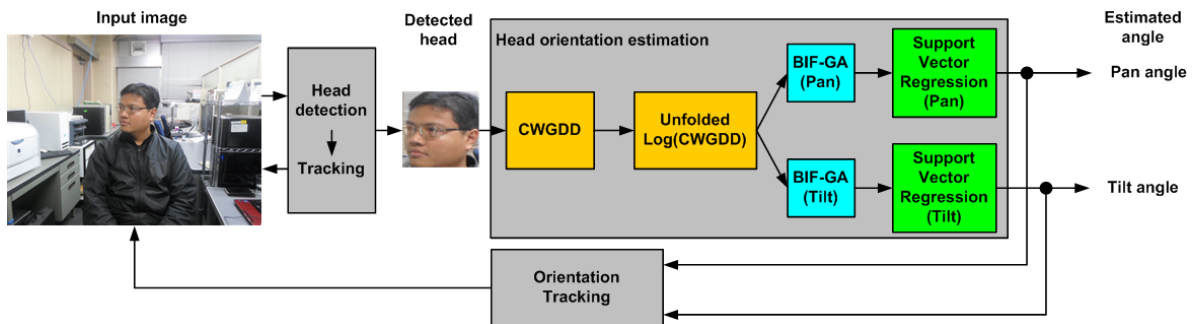 Input image
Head
detection
Tracking
Detected
head
Head orientation estimation
CWGDD
Unfolded
Log(CWGDD)
BIF-GA
(Pan)
Support
Vector
Regression
(Pan)
BIF-GA
(Tilt)
Support
Vector
Regression
(Tilt)
Estimated
angle
Pan angle
Tilt angle
Orientation
Tracking